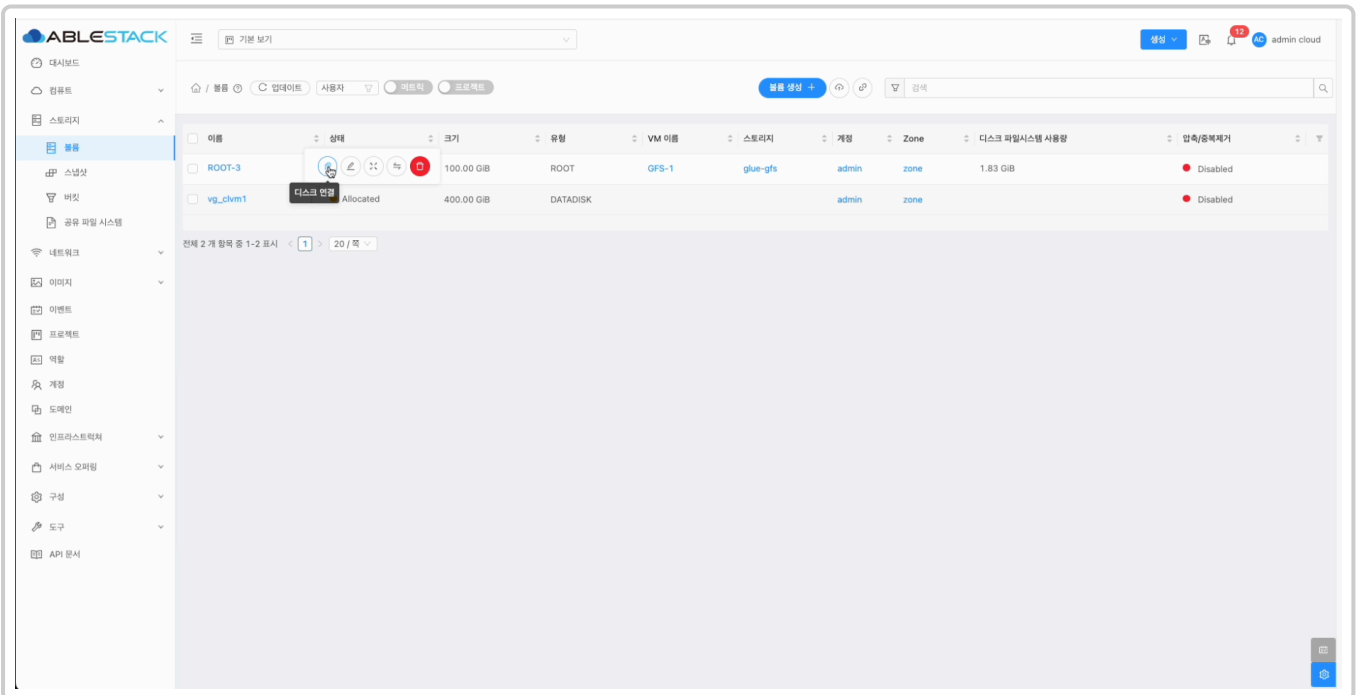 ABLESTACK
기본 보기
생성
12
AC
admin cloud
대시보드
컴퓨트
스토리지
볼륨
스냅샷
버킷
공유 파일 시스템
네트워크
이미지
이벤트
프로젝트
역할
계정
도메인
인프라스트럭쳐
서비스 오퍼링
구성
도구
API 문서
/ 볼륨
업데이트
사용자
메트릭
프로젝트
볼륨 생성 +
검색
이름 상태 크기 유형 VM 이름 스토리지 계정 Zone 디스크 파일시스템 사용량 압축/중복제거
ROOT-3 100.00 GiB ROOT GFS-1 glue-gfs admin zone 1.83 GiB Disabled
디스크 연결
vg_clvm1 Allocated 400.00 GiB DATADISK admin zone Disabled
전체 2 개 항목 중 1-2 표시 < 1 > 20 / 쪽